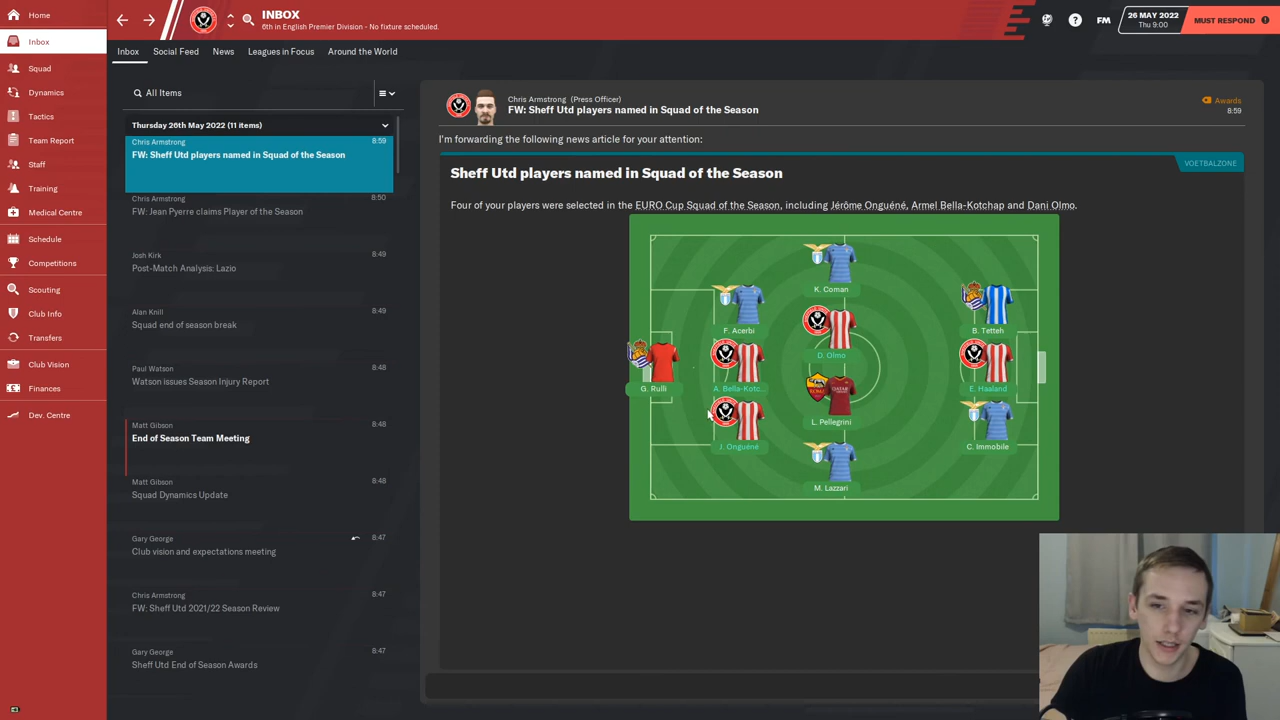 Home
INBOX
6th in English Premier Division - No fixture scheduled.
FM
26 MAY 2022
Thu 9:00
MUST RESPOND
Inbox
Squad
Dynamics
Tactics
Team Report
Staff
Training
Medical Centre
Schedule
Competitions
Scouting
Club Info
Transfers
Club Vision
Finances
Dev. Centre
Inbox Social Feed News Leagues in Focus Around the World
All Items
Thursday 26th May 2022 (11 items)
Chris Armstrong 8:59
FW: Sheff Utd players named in Squad of the Season
Chris Armstrong 8:50
FW: Jean Pyerre claims Player of the Season
Josh Kirk 8:49
Post-Match Analysis: Lazio
Alan Knill 8:49
Squad end of season break
Paul Watson 8:48
Watson issues Season Injury Report
Matt Gibson 8:48
End of Season Team Meeting
Matt Gibson 8:48
Squad Dynamics Update
Gary George 8:47
Club vision and expectations meeting
Chris Armstrong 8:47
FW: Sheff Utd 2021/22 Season Review
Gary George 8:47
Sheff Utd End of Season Awards
Chris Armstrong (Press Officer)
FW: Sheff Utd players named in Squad of the Season
Awards
8:59
I'm forwarding the following news article for your attention:
VOETBALZONE
Sheff Utd players named in Squad of the Season
Four of your players were selected in the EURO Cup Squad of the Season, including Jérôme Onguéné, Armel Bella-Kotchap and Dani Olmo.
K. Coman
F. Acerbi
B. Tetteh
D. Olmo
G. Rulli
A. Bella-Kotc...
E. Haaland
ROMA
QATAR
L. Pellegrini
J. Onguéné
C. Immobile
M. Lazzari